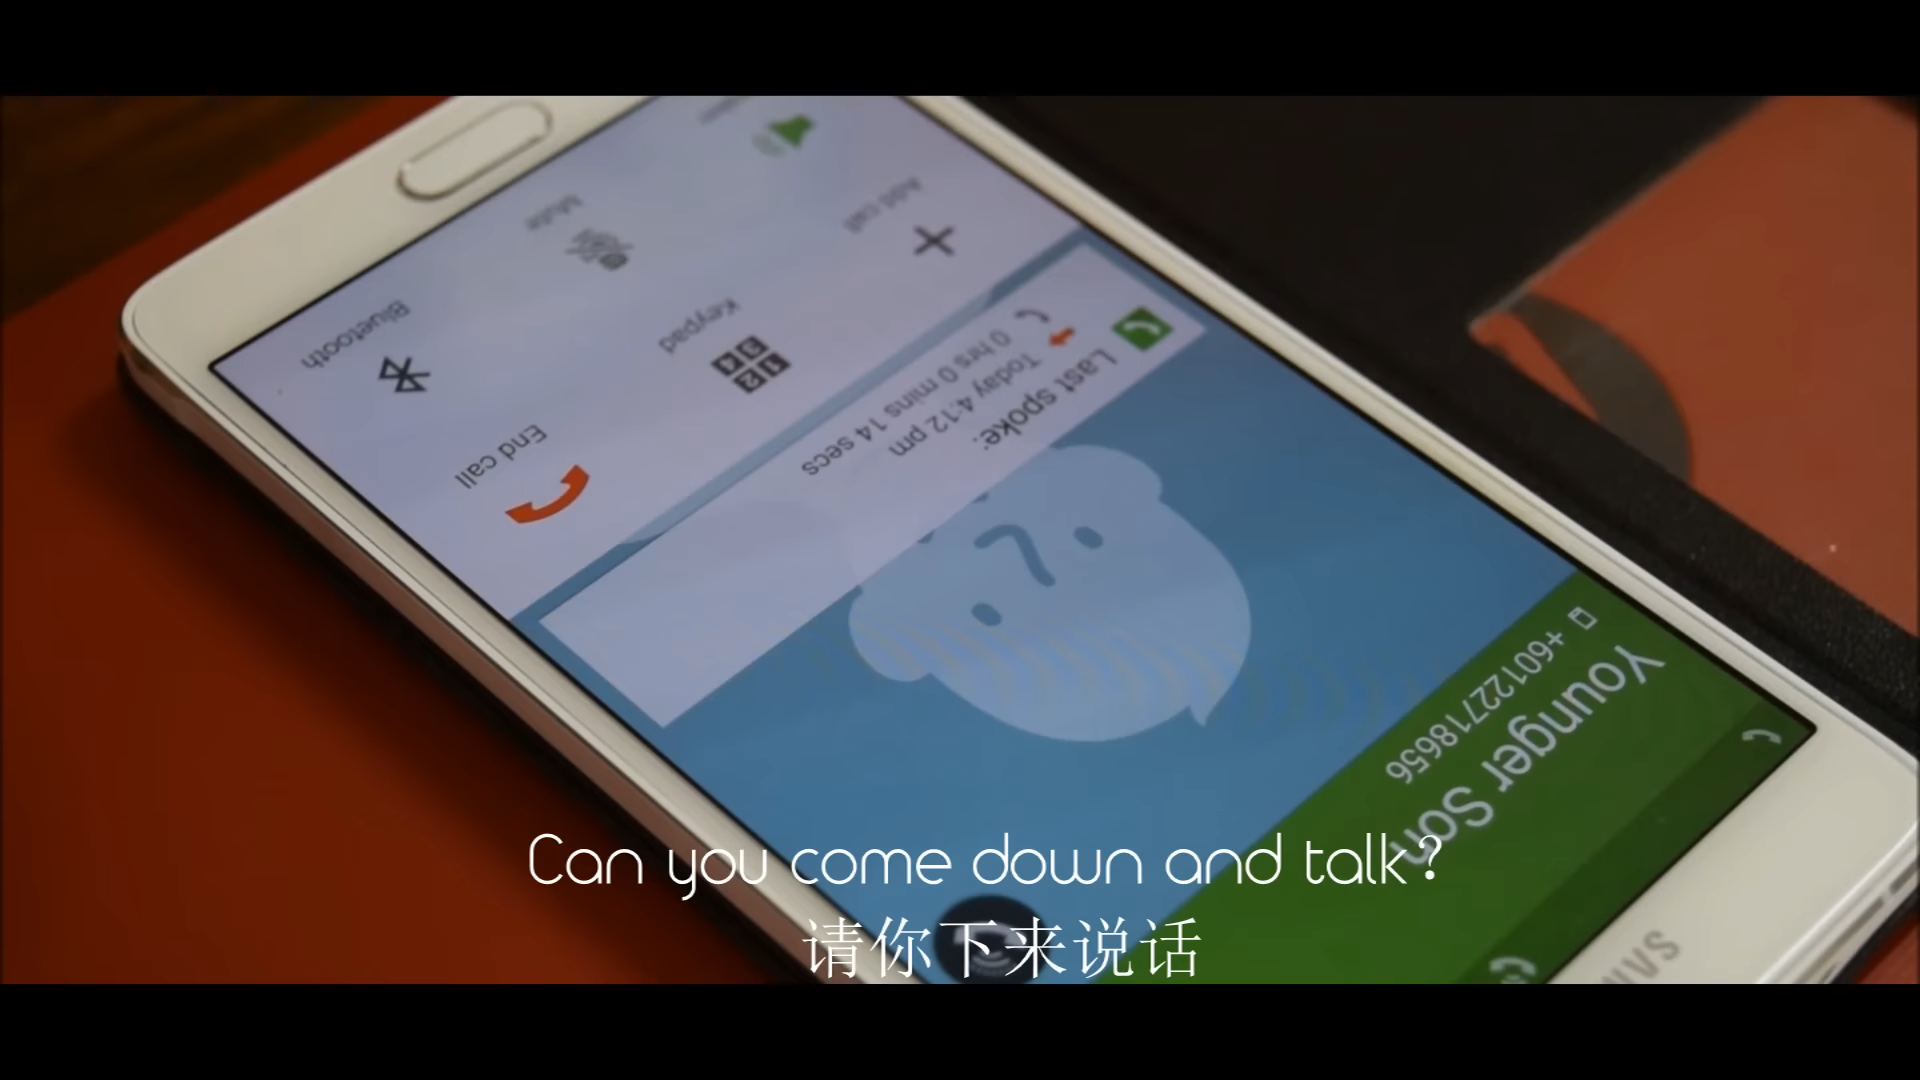 Younger Son
+60122718656
Last spoke:
Today 4:12 pm
0 hrs 0 mins 14 secs
Add call
Keypad
End call
Mute
Bluetooth
Can you come down and talk?
请你下来说话